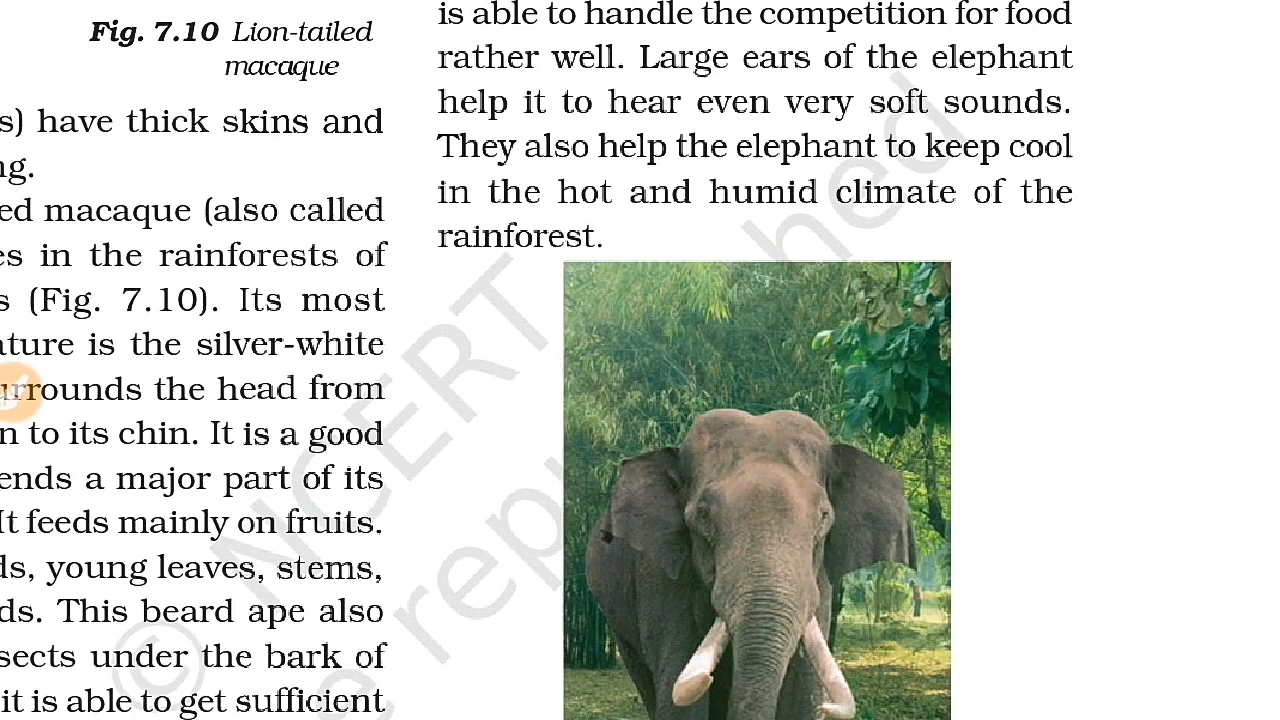 Fig. 7.10 Lion-tailed
macaque
s) have thick skins and
ng.
ed macaque (also called
es in the rainforests of
s (Fig. 7.10). Its most
ature is the silver-white
urrounds the head from
n to its chin. It is a good
ends a major part of its
It feeds mainly on fruits.
ds, young leaves, stems,
ds. This beard ape also
sects under the bark of
it is able to get sufficient
is able to handle the competition for food
rather well. Large ears of the elephant
help it to hear even very soft sounds.
They also help the elephant to keep cool
in the hot and humid climate of the
rainforest.
© NCERT